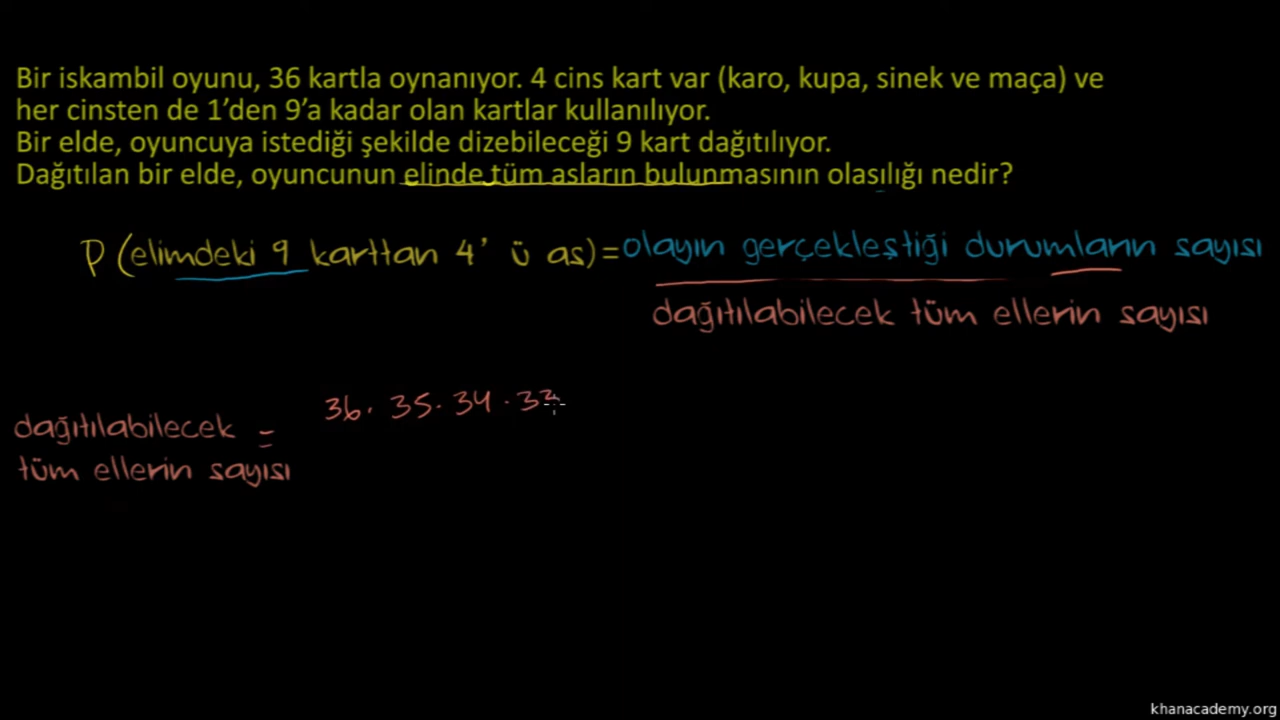 Bir iskambil oyunu, 36 kartla oynanıyor. 4 cins kart var (karo, kupa, sinek ve maça) ve
her cinsten de 1'den 9'a kadar olan kartlar kullanılıyor.
Bir elde, oyuncuya istediği şekilde dizebileceği 9 kart dağıtılıyor.
Dağıtılan bir elde, oyuncunun elinde tüm asların bulunmasının olasılığı nedir?
P (elimdeki 9 karttan 4' ü as) = olayın gerçekleştiği durumların sayısı
dağıtılabilecek tüm ellerin sayısı
36 · 35 · 34 · 33
dağıtılabilecek =
tüm ellerin sayısı
khanacademy.org